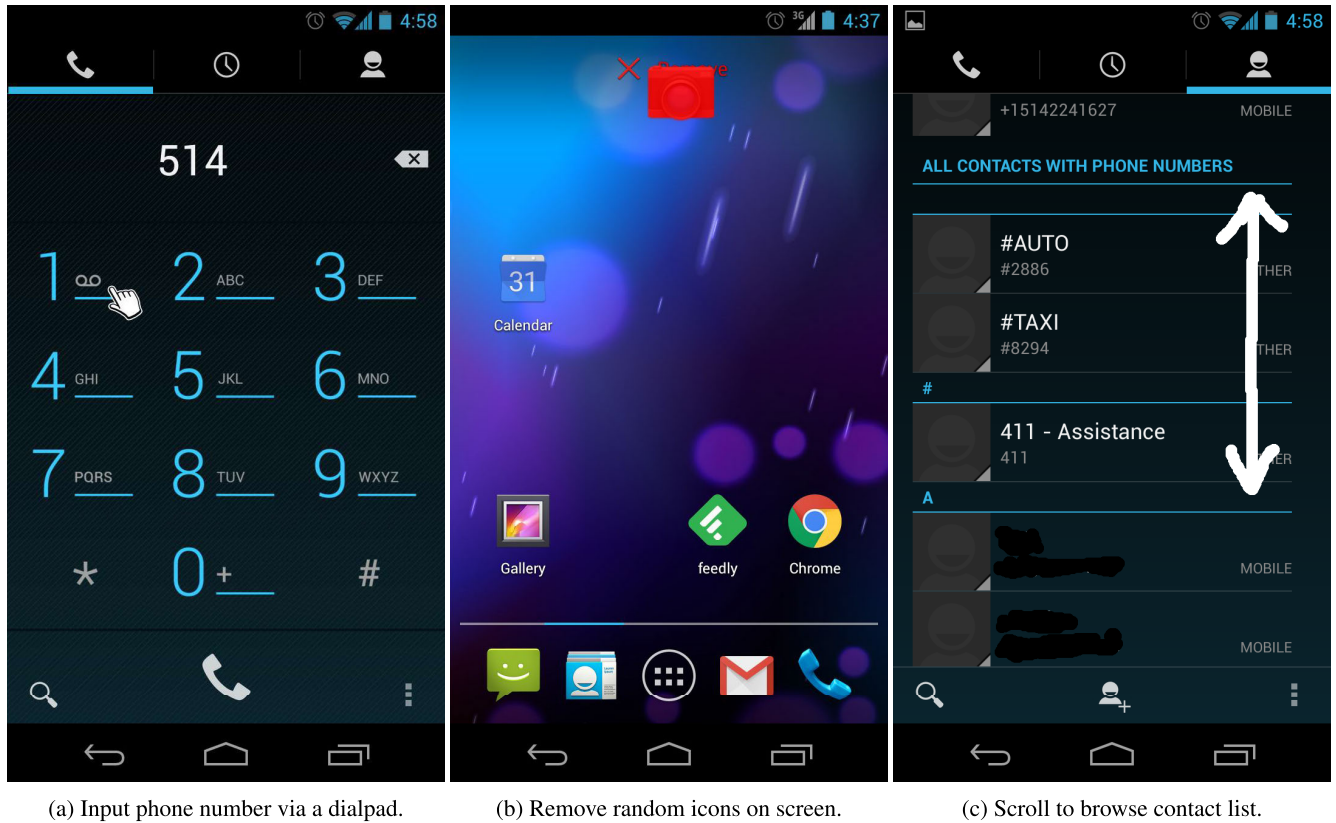 4:58
514
1
2 ABC
3 DEF
4 GHI
5 JKL
6 MNO
7 PQRS
8 TUV
9 WXYZ
*
0 +
#
(a) Input phone number via a dialpad.
3G 4:37
31
Calendar
Gallery
feedly
Chrome
(b) Remove random icons on screen.
4:58
+15142241627 MOBILE
ALL CONTACTS WITH PHONE NUMBERS
#AUTO
#2886
#TAXI
#8294
#
411 - Assistance
411
A
MOBILE
MOBILE
(c) Scroll to browse contact list.